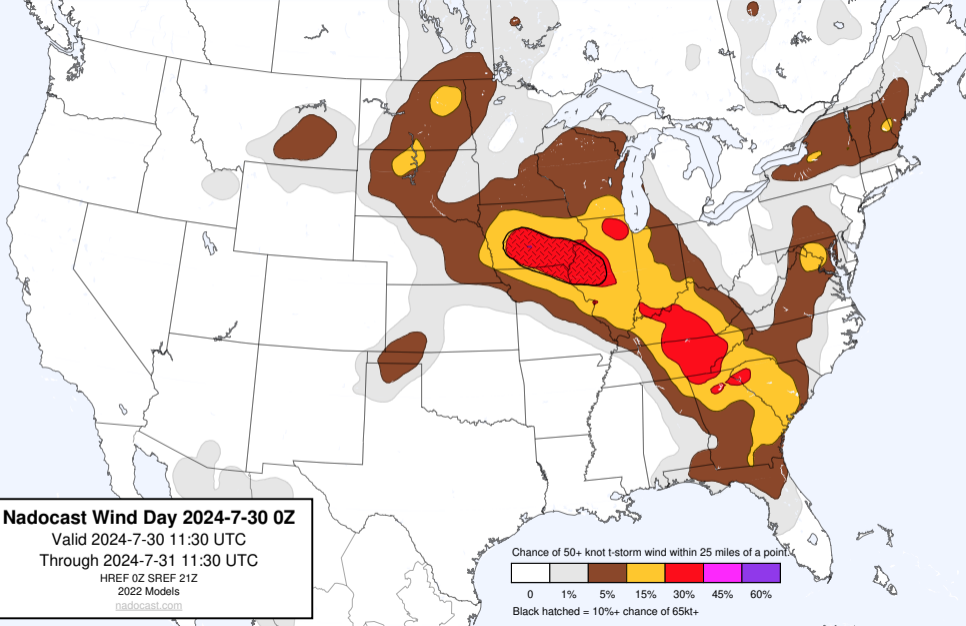 Nadocast Wind Day 2024-7-30 0Z
Valid 2024-7-30 11:30 UTC
Through 2024-7-31 11:30 UTC
HREF 0Z SREF 21Z
2022 Models
nadocast.com
Chance of 50+ knot t-storm wind within 25 miles of a point.
0 1% 5% 15% 30% 45% 60%
Black hatched = 10%+ chance of 65kt+